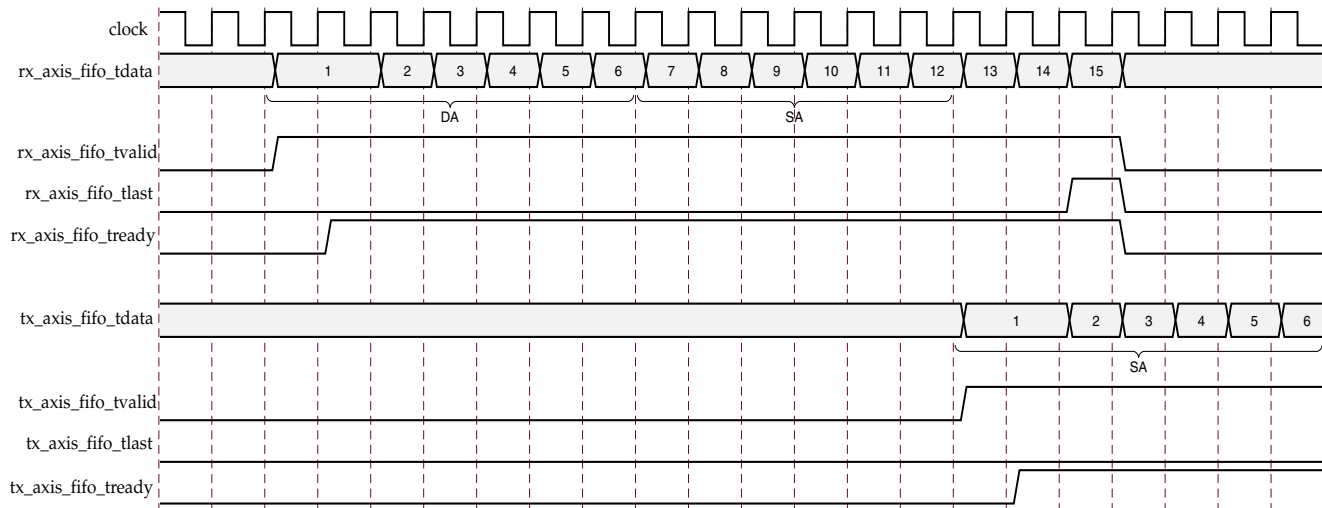 clock
rx_axis_fifo_tdata 1 2 3 4 5 6 7 8 9 10 11 12 13 14 15
DA SA
rx_axis_fifo_tvalid
rx_axis_fifo_tlast
rx_axis_fifo_tready
tx_axis_fifo_tdata 1 2 3 4 5 6
SA
tx_axis_fifo_tvalid
tx_axis_fifo_tlast
tx_axis_fifo_tready